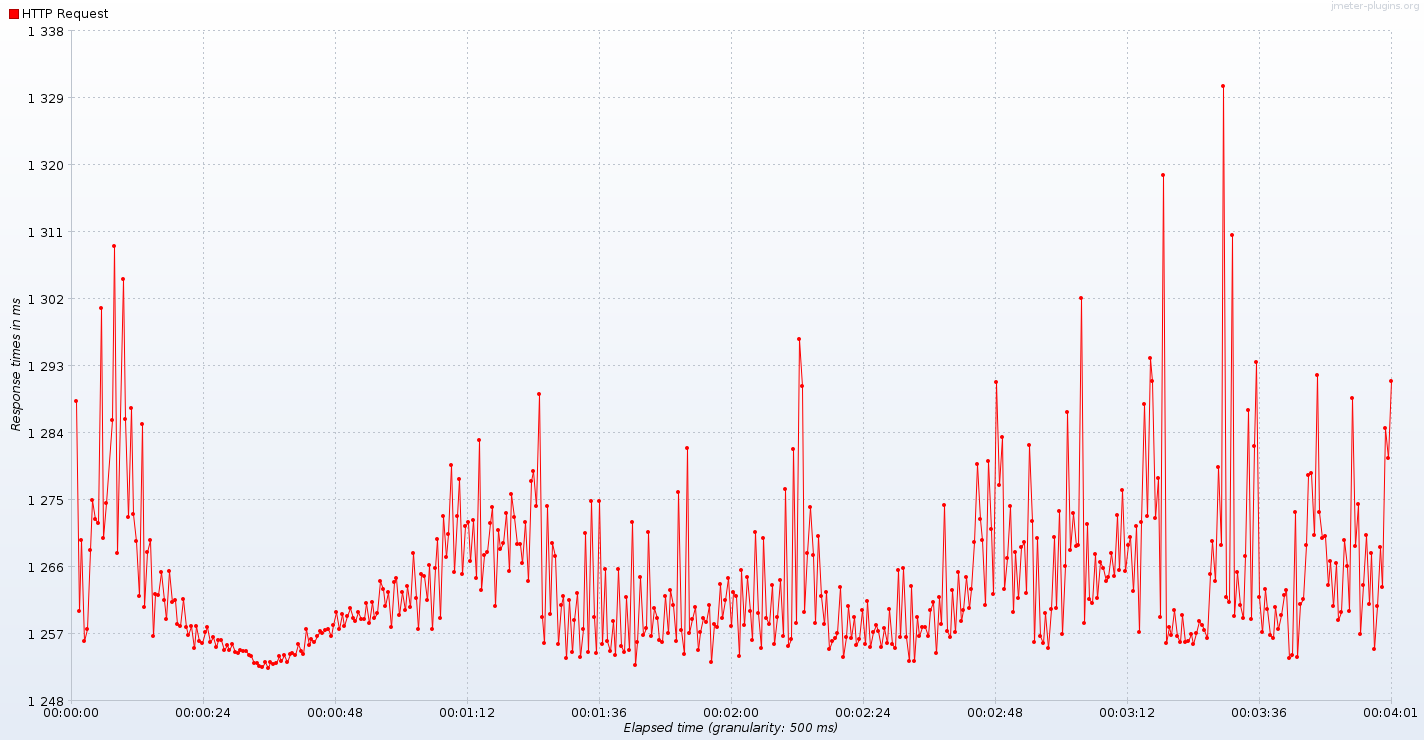 HTTP Request
jmeter-plugins.org
1 338
1 329
1 320
1 311
1 302
1 293
1 284
1 275
1 266
1 257
1 248
Response times in ms
00:00:00 00:00:24 00:00:48 00:01:12 00:01:36 00:02:00 00:02:24 00:02:48 00:03:12 00:03:36 00:04:01
Elapsed time (granularity: 500 ms)